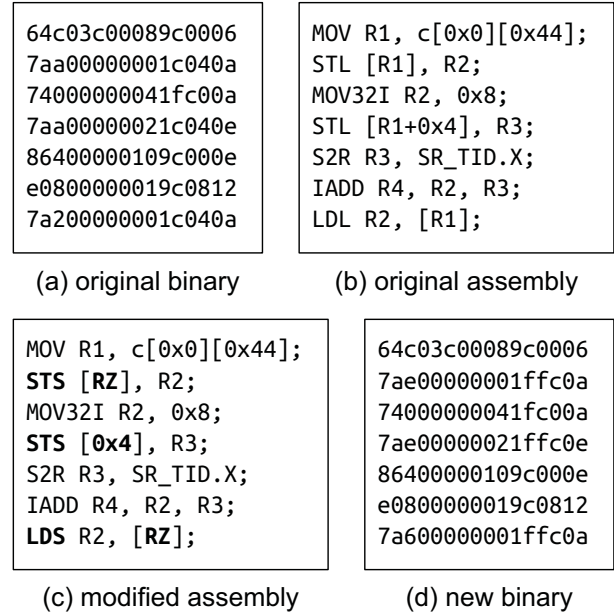 64c03c00089c0006
7aa00000001c040a
74000000041fc00a
7aa00000021c040e
86400000109c000e
e0800000019c0812
7a200000001c040a
(a) original binary
MOV R1, c[0x0][0x44];
STL [R1], R2;
MOV32I R2, 0x8;
STL [R1+0x4], R3;
S2R R3, SR_TID.X;
IADD R4, R2, R3;
LDL R2, [R1];
(b) original assembly
MOV R1, c[0x0][0x44];
STS [RZ], R2;
MOV32I R2, 0x8;
STS [0x4], R3;
S2R R3, SR_TID.X;
IADD R4, R2, R3;
LDS R2, [RZ];
(c) modified assembly
64c03c00089c0006
7ae00000001ffc0a
74000000041fc00a
7ae00000021ffc0e
86400000109c000e
e0800000019c0812
7a600000001ffc0a
(d) new binary